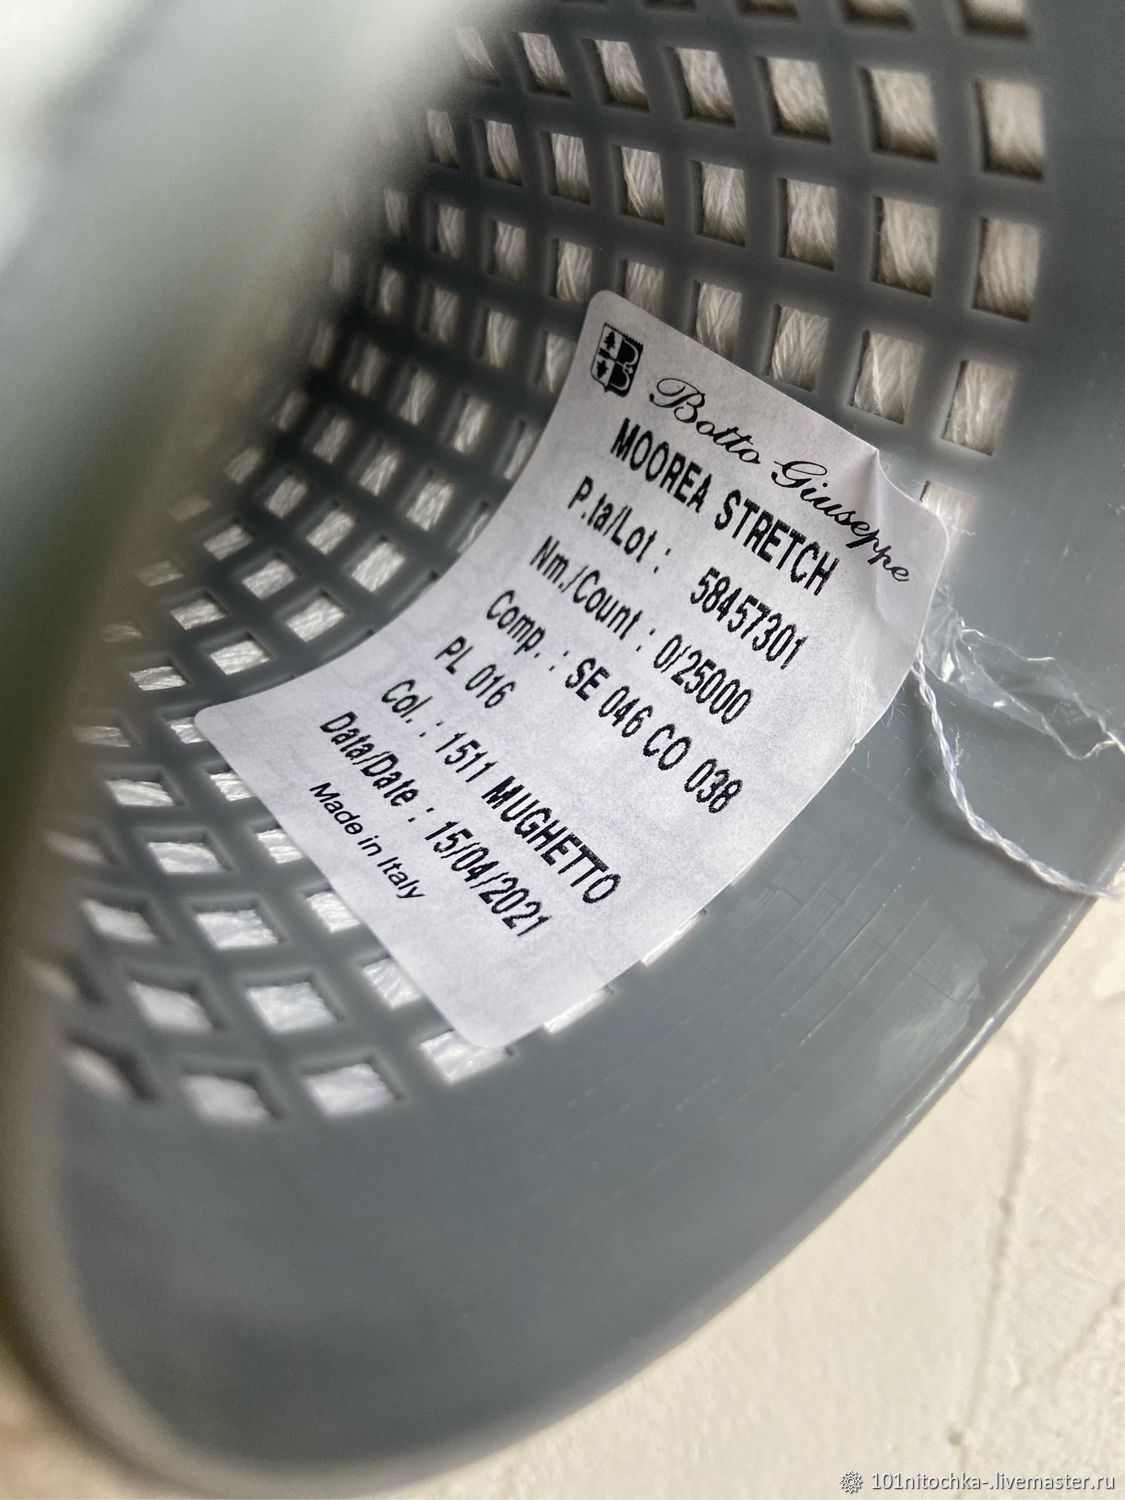 B
Botto Giuseppe
MOOREA STRETCH
P.ta/Lot : 58457301
Nm./Count : 0/25000
Comp. : SE 046 CO 038
PL 016
Col. : 1511 MUGHETTO
Data/Date : 15/04/2021
Made in Italy
101nitochka-.livemaster.ru